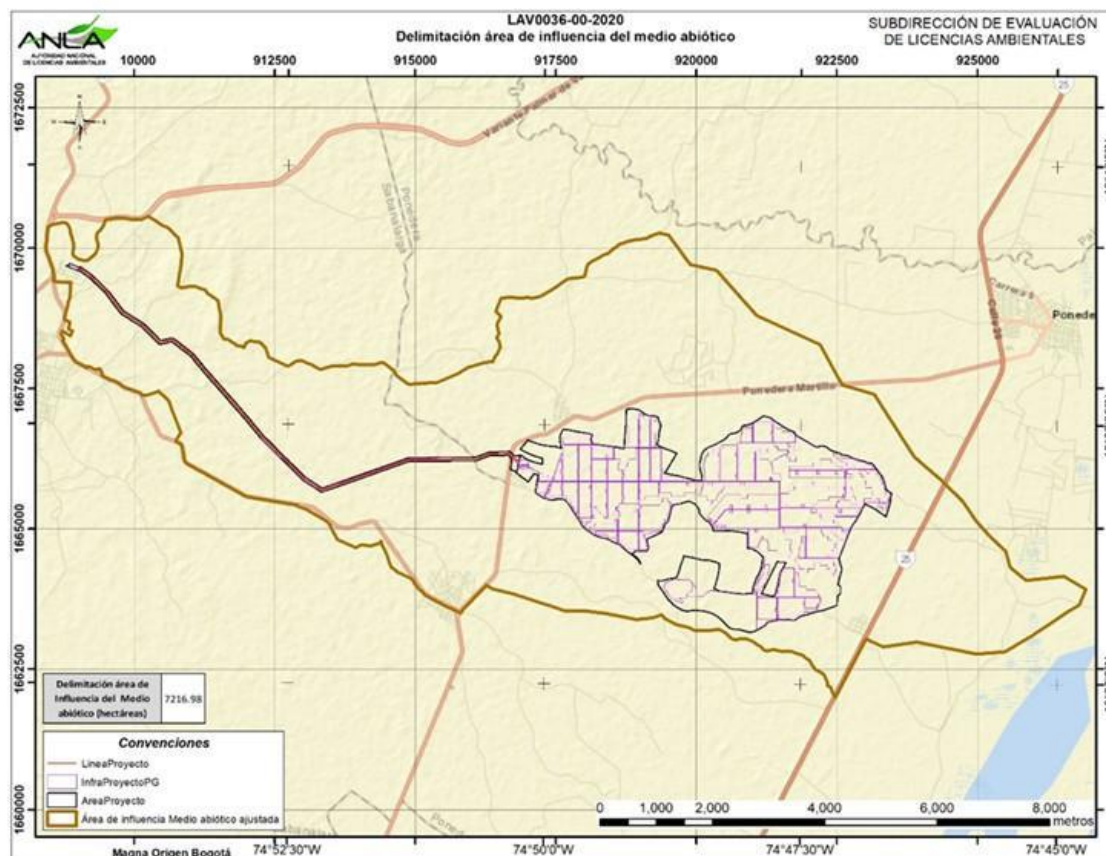 LAV0036-00-2020
Delimitación área de influencia del medio abiótico
SUBDIRECCIÓN DE EVALUACIÓN
DE LICENCIAS AMBIENTALES
ANLA
AUTORIDAD NACIONAL
DE LICENCIAS AMBIENTALES
10000 912500 915000 917500 920000 922500 925000
1672500
1670000
1667500
1665000
1662500
1660000
25
Variante Palmar de
Ponedera
Sabanalarga
Carrera 5
Calle 20
Ponede
Ponedera Martillo
25
Delimitación área de
Influencia del Medio
abiótico (hectáreas)
7216.98
Convenciones
LineaProyecto
InfraProyectoPG
AreaProyecto
Área de influencia Medio abiótico ajustada
Sabanalarga
Poned
0 1,000 2,000 4,000 6,000 8,000
metros
Magna Origen Bogotá
74°52'30"W 74°50'0"W 74°47'30"W 74°45'0"W